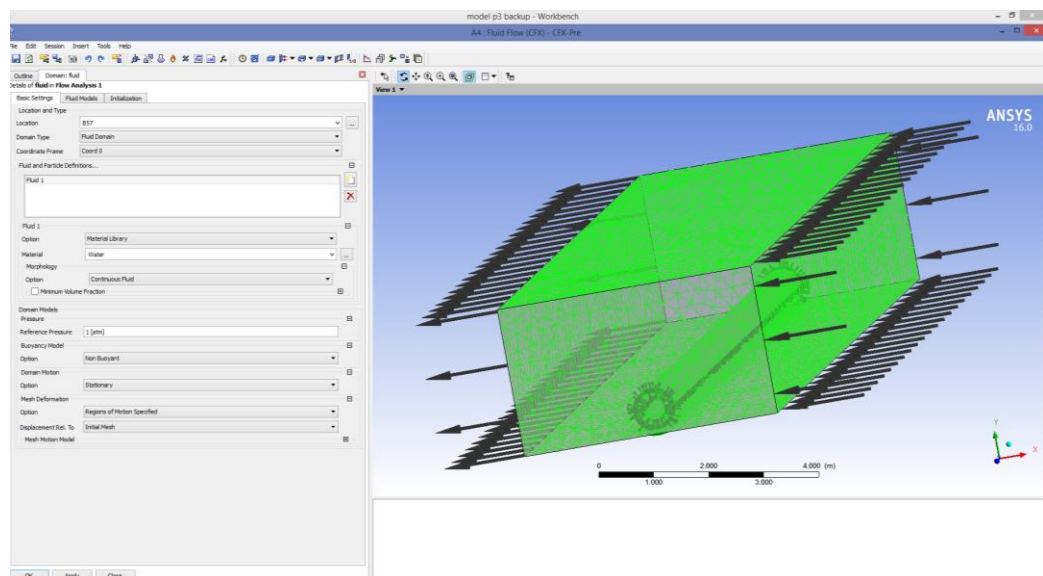 model p3 backup - Workbench
A4 : Fluid Flow (CFX) - CFX-Pre
File Edit Session Insert Tools Help
Outline Domain: fluid
Details of fluid in Flow Analysis 1
Basic Settings Fluid Models Initialization
Location and Type
Location B57
Domain Type Fluid Domain
Coordinate Frame Coord 0
Fluid and Particle Definitions...
Fluid 1
Fluid 1
Option Material Library
Material Water
Morphology
Option Continuous Fluid
Minimum Volume Fraction
Domain Models
Pressure
Reference Pressure 1 [atm]
Buoyancy Model
Option Non Buoyant
Domain Motion
Option Stationary
Mesh Deformation
Option Regions of Motion Specified
Displacement Rel. To Initial Mesh
Mesh Motion Model
OK Apply Close
View 1
ANSYS
16.0
0 2.000 4.000 (m)
1.000 3.000
Y
X